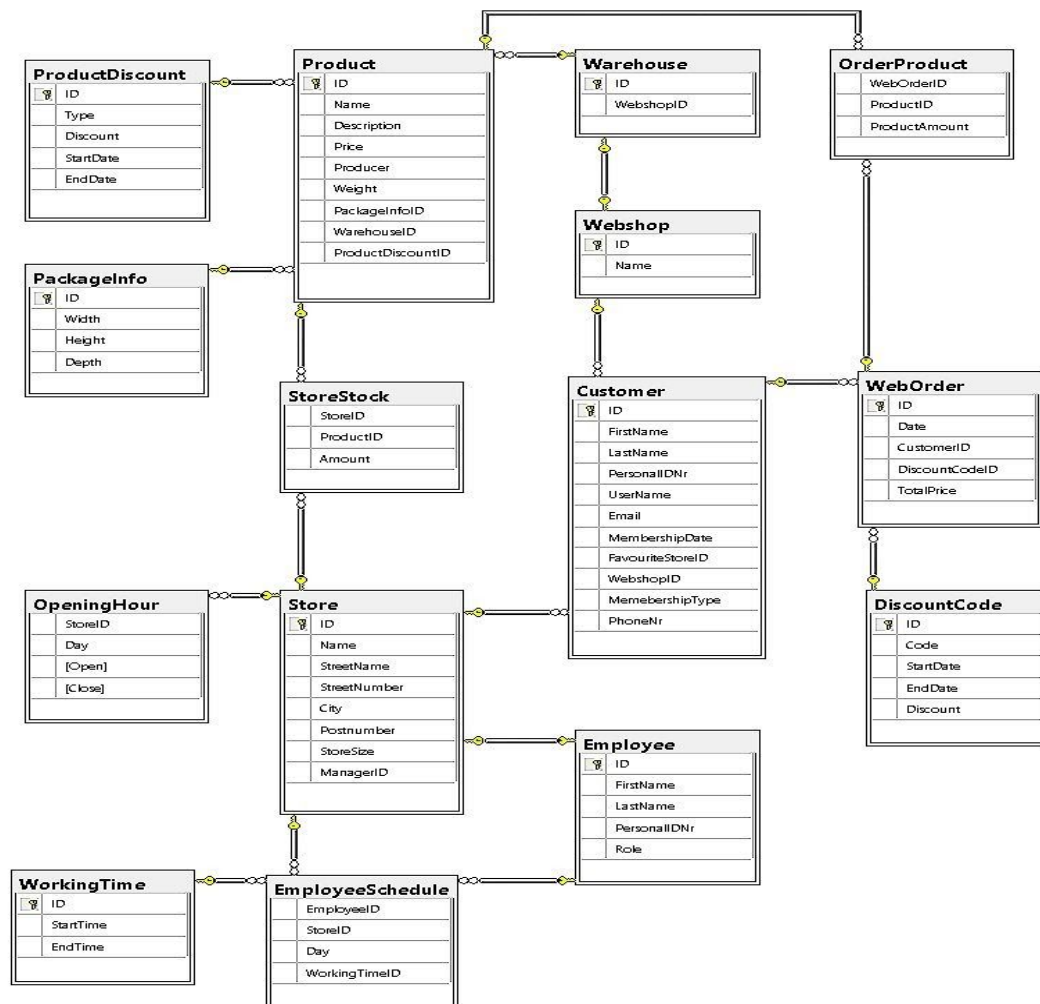 ProductDiscount
ID
Type
Discount
StartDate
EndDate
Product
ID
Name
Description
Price
Producer
Weight
PackageInfoID
WarehouseID
ProductDiscountID
Warehouse
ID
WebshopID
OrderProduct
WebOrderID
ProductID
ProductAmount
Webshop
ID
Name
PackageInfo
ID
Width
Height
Depth
StoreStock
StoreID
ProductID
Amount
Customer
ID
FirstName
LastName
PersonalIDNr
UserName
Email
MembershipDate
FavouriteStoreID
WebshopID
MemebershipType
PhoneNr
WebOrder
ID
Date
CustomerID
DiscountCodeID
TotalPrice
OpeningHour
StoreID
Day
[Open]
[Close]
Store
ID
Name
StreetName
StreetNumber
City
Postnumber
StoreSize
ManagerID
DiscountCode
ID
Code
StartDate
EndDate
Discount
Employee
ID
FirstName
LastName
PersonalIDNr
Role
WorkingTime
ID
StartTime
EndTime
EmployeeSchedule
EmployeeID
StoreID
Day
WorkingTimeID